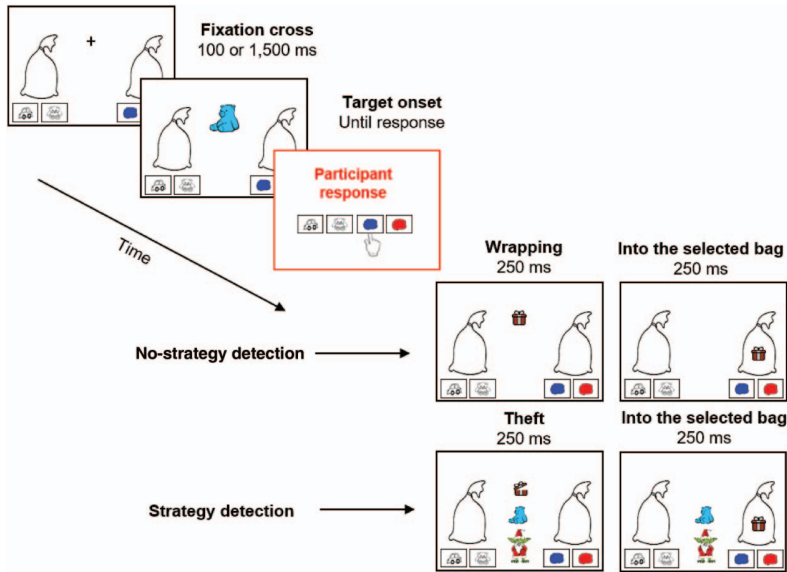 Fixation cross
100 or 1,500 ms
Target onset
Until response
Participant
response
Time
Wrapping
250 ms
Into the selected bag
250 ms
No-strategy detection
Theft
250 ms
Into the selected bag
250 ms
Strategy detection